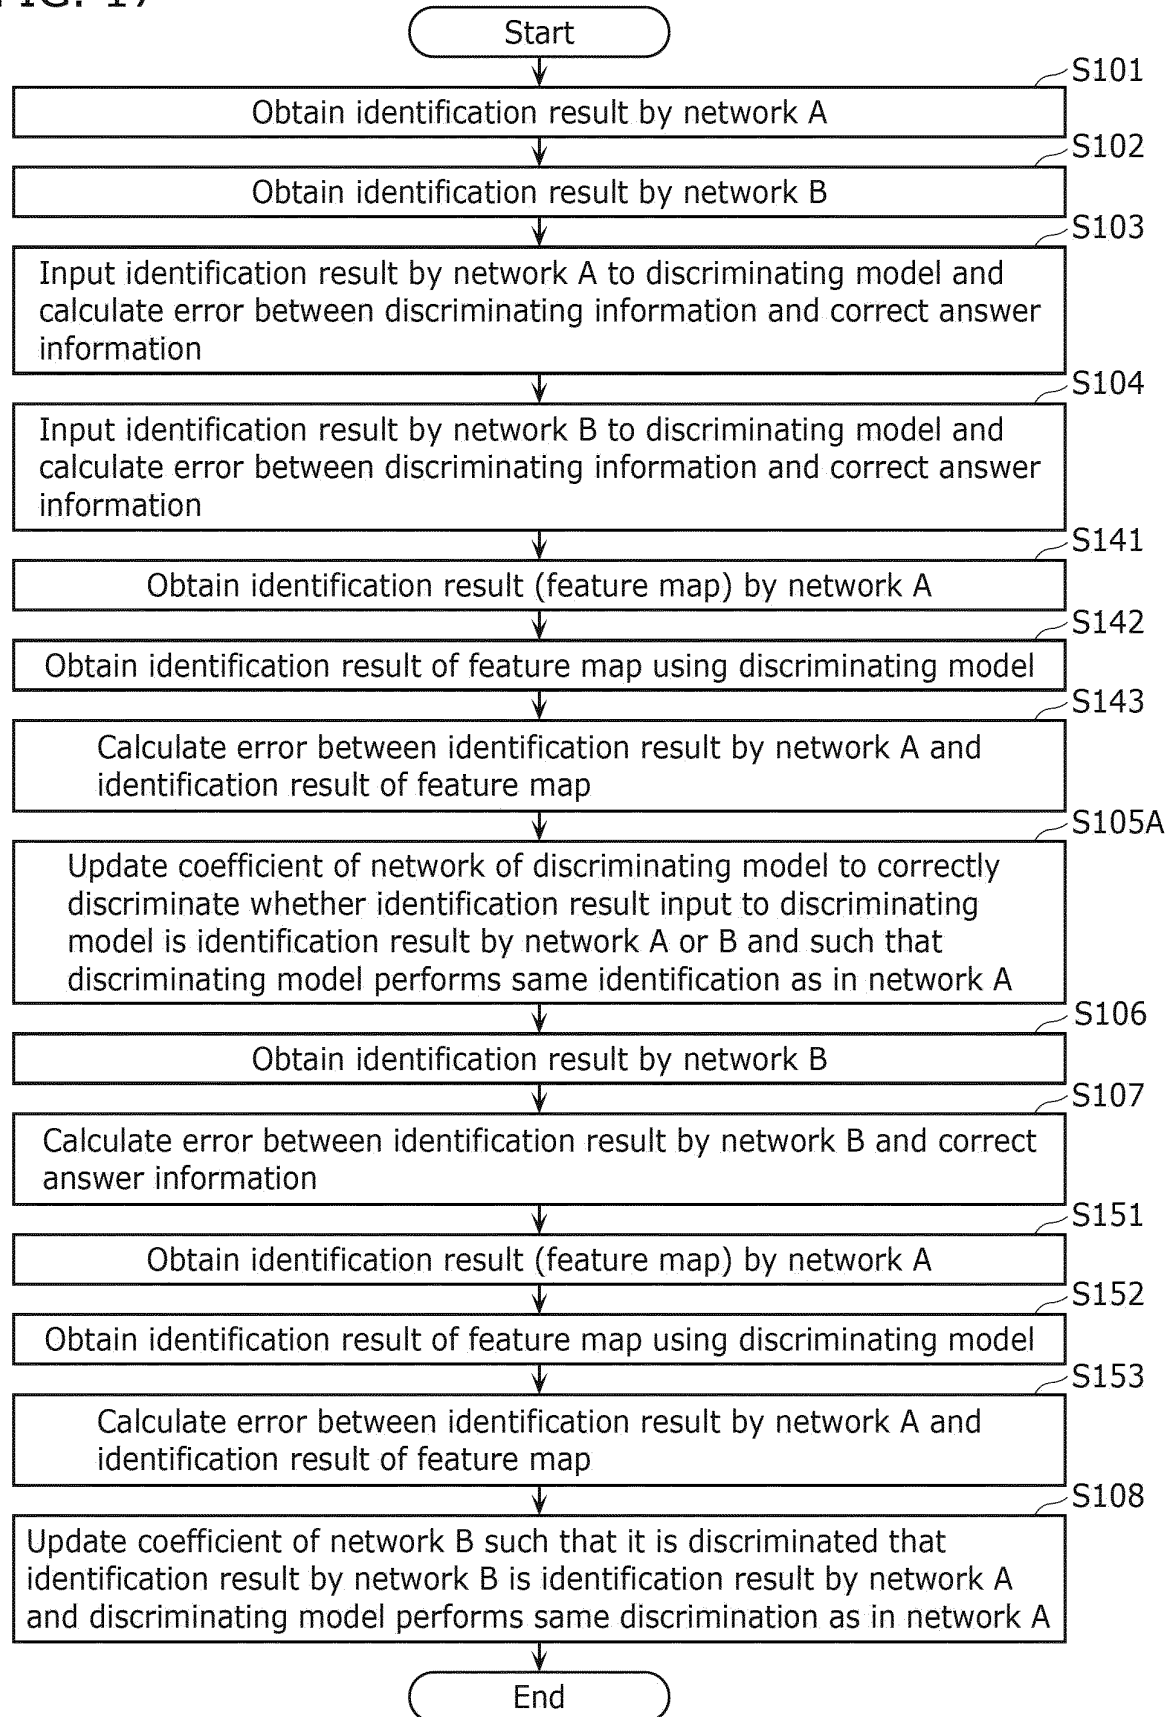 FIG. 17
Start
S101
Obtain identification result by network A
S102
Obtain identification result by network B
S103
Input identification result by network A to discriminating model and
calculate error between discriminating information and correct answer
information
S104
Input identification result by network B to discriminating model and
calculate error between discriminating information and correct answer
information
S141
Obtain identification result (feature map) by network A
S142
Obtain identification result of feature map using discriminating model
S143
Calculate error between identification result by network A and
identification result of feature map
S105A
Update coefficient of network of discriminating model to correctly
discriminate whether identification result input to discriminating
model is identification result by network A or B and such that
discriminating model performs same identification as in network A
S106
Obtain identification result by network B
S107
Calculate error between identification result by network B and correct
answer information
S151
Obtain identification result (feature map) by network A
S152
Obtain identification result of feature map using discriminating model
S153
Calculate error between identification result by network A and
identification result of feature map
S108
Update coefficient of network B such that it is discriminated that
identification result by network B is identification result by network A
and discriminating model performs same discrimination as in network A
End